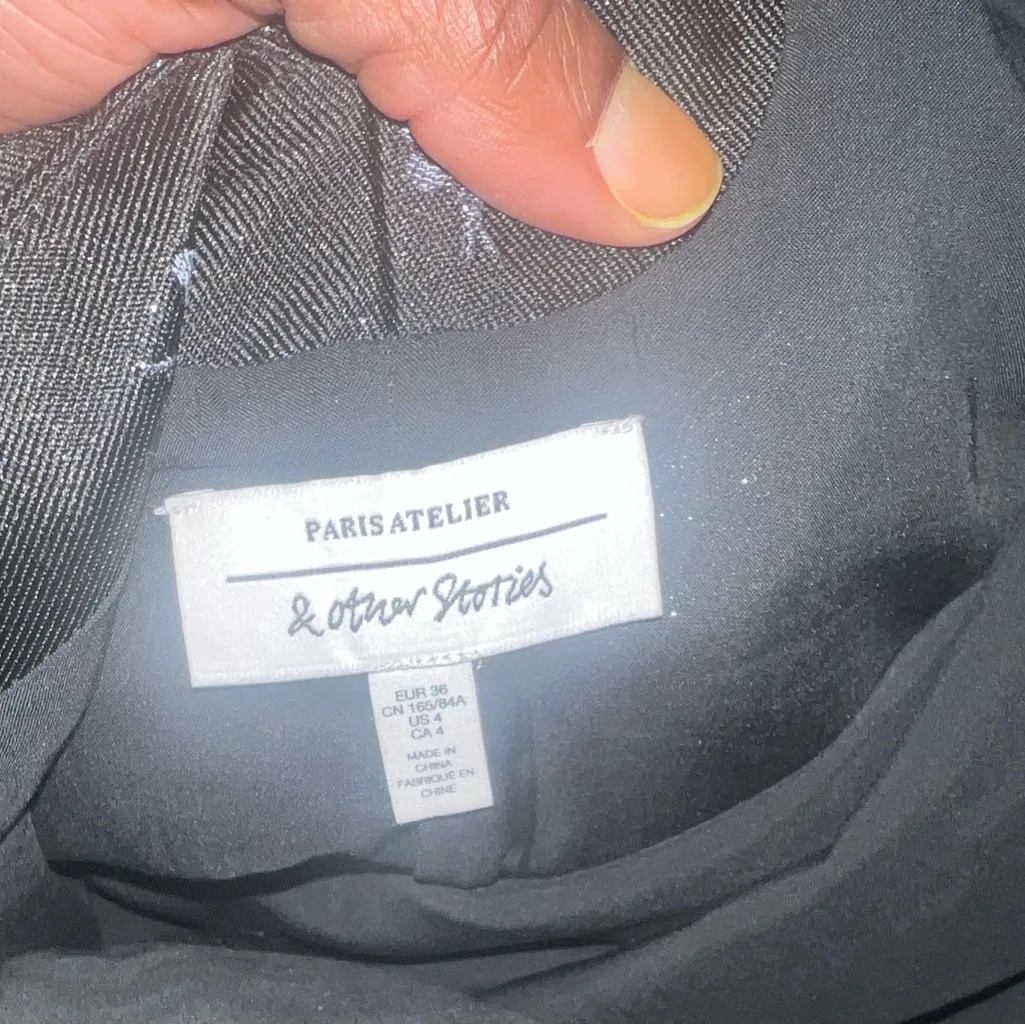 PARIS ATELIER
& other Stories
EUR 36
CN 165/84A
US 4
CA 4
MADE IN
CHINA
FABRIQUÉ EN
CHINE